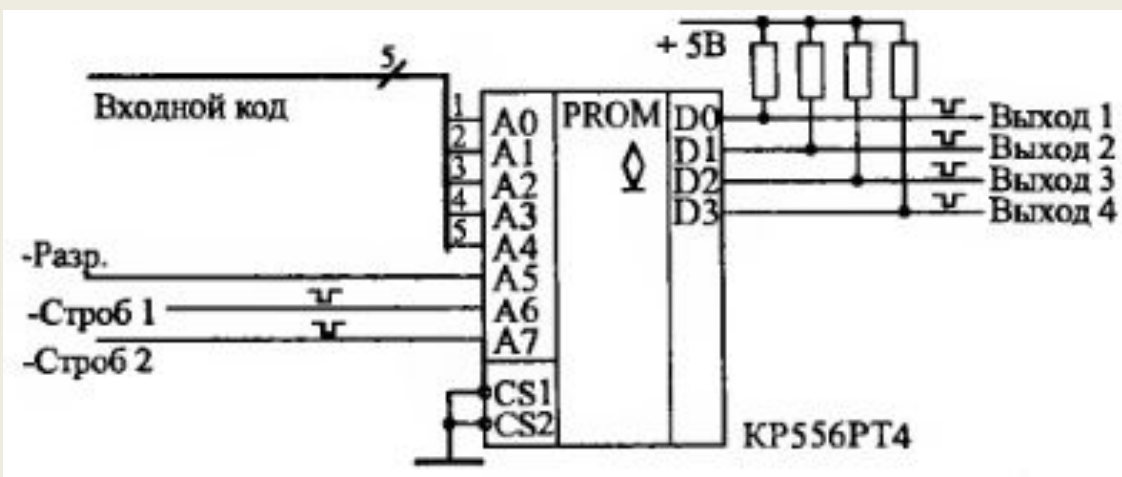 + 5В
5
Входной код
1
2
3
4
5
A0
A1
A2
A3
A4
A5
A6
A7
CS1
CS2
PROM
D0
D1
D2
D3
Выход 1
Выход 2
Выход 3
Выход 4
-Разр.
-Строб 1
-Строб 2
КР556РТ4